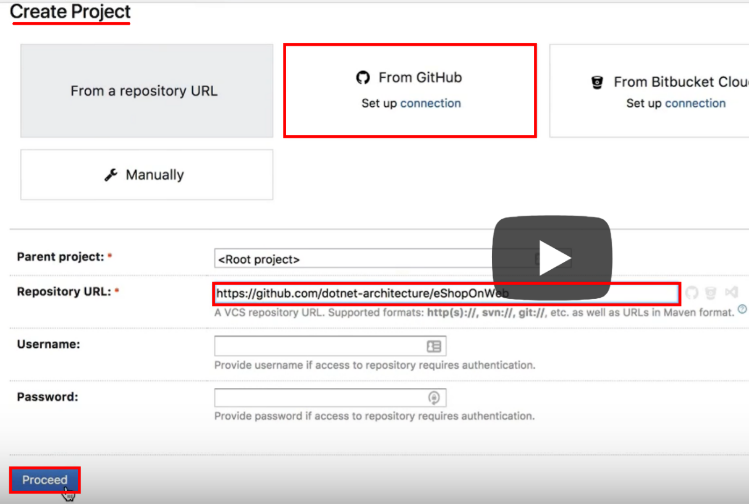 Create Project
From a repository URL
From GitHub
Set up connection
From Bitbucket Clou
Set up connection
Manually
Parent project: *
<Root project>
Repository URL: *
https://github.com/dotnet-architecture/eShopOnWeb
A VCS repository URL. Supported formats: http(s)://, svn://, git://, etc. as well as URLs in Maven format.
Username:
Provide username if access to repository requires authentication.
Password:
Provide password if access to repository requires authentication.
Proceed